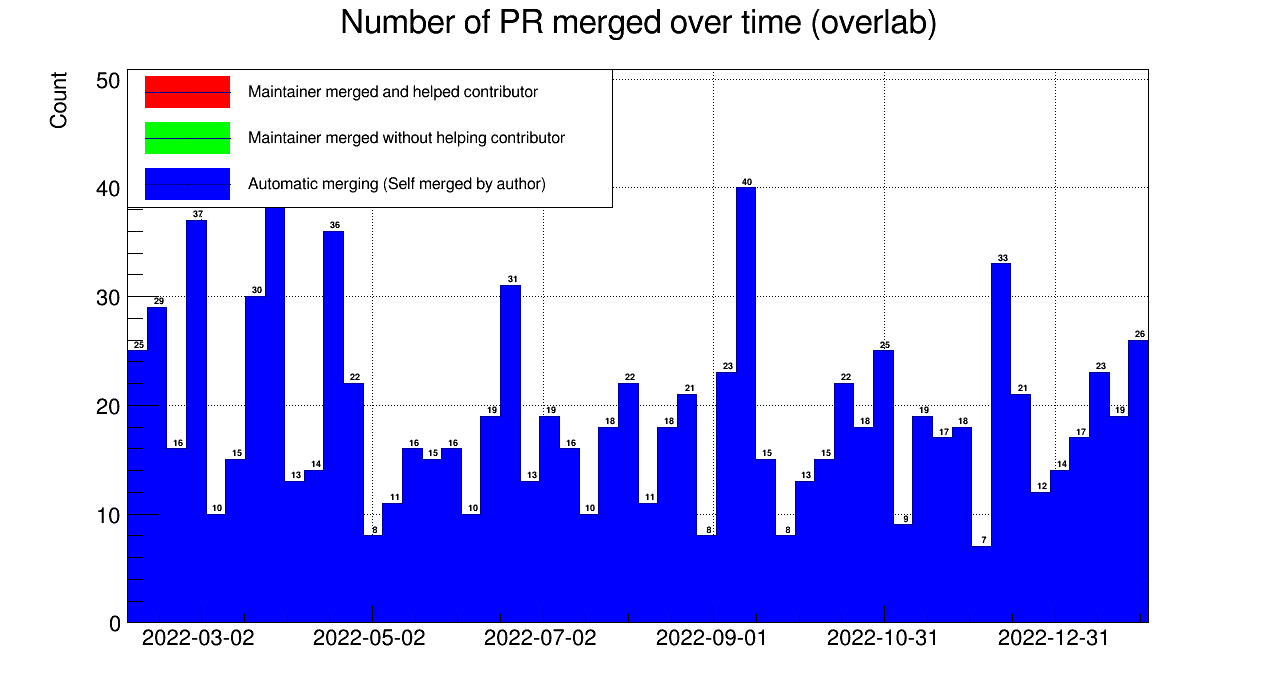 Number of PR merged over time (overlab)
Count
50
40
30
20
10
0
Maintainer merged and helped contributor
Maintainer merged without helping contributor
Automatic merging (Self merged by author)
25 29 16 37 10 15 30 13 14 36 22 8 11 16 15 16 10 19 31 13 19 16 10 18 22 11 18 21 8 23 40 15 8 13 15 22 18 25 9 19 17 18 7 33 21 12 14 17 23 19 26
2022-03-02 2022-05-02 2022-07-02 2022-09-01 2022-10-31 2022-12-31